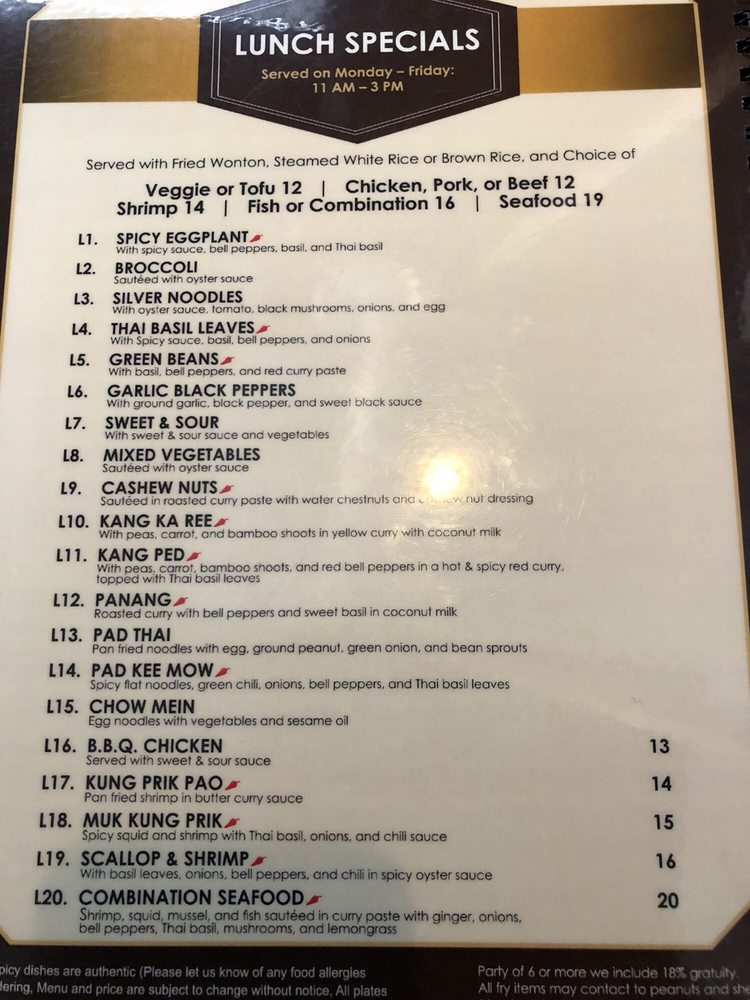 LUNCH SPECIALS
Served on Monday – Friday:
11 AM – 3 PM
Served with Fried Wonton, Steamed White Rice or Brown Rice, and Choice of
Veggie or Tofu 12 | Chicken, Pork, or Beef 12
Shrimp 14 | Fish or Combination 16 | Seafood 19
L1. SPICY EGGPLANT
With spicy sauce, bell peppers, basil, and Thai basil
L2. BROCCOLI
Sautéed with oyster sauce
L3. SILVER NOODLES
With oyster sauce, tomato, black mushrooms, onions, and egg
L4. THAI BASIL LEAVES
With Spicy sauce, basil, bell peppers, and onions
L5. GREEN BEANS
With basil, bell peppers, and red curry paste
L6. GARLIC BLACK PEPPERS
With ground garlic, black pepper, and sweet black sauce
L7. SWEET & SOUR
With sweet & sour sauce and vegetables
L8. MIXED VEGETABLES
Sautéed with oyster sauce
L9. CASHEW NUTS
Sautéed in roasted curry paste with water chestnuts and cashew nut dressing
L10. KANG KA REE
With peas, carrot, and bamboo shoots in yellow curry with coconut milk
L11. KANG PED
With peas, carrot, bamboo shoots, and red bell peppers in a hot & spicy red curry,
topped with Thai basil leaves
L12. PANANG
Roasted curry with bell peppers and sweet basil in coconut milk
L13. PAD THAI
Pan fried noodles with egg, ground peanut, green onion, and bean sprouts
L14. PAD KEE MOW
Spicy flat noodles, green chili, onions, bell peppers, and Thai basil leaves
L15. CHOW MEIN
Egg noodles with vegetables and sesame oil
L16. B.B.Q. CHICKEN 13
Served with sweet & sour sauce
L17. KUNG PRIK PAO 14
Pan fried shrimp in butter curry sauce
L18. MUK KUNG PRIK 15
Spicy squid and shrimp with Thai basil, onions, and chili sauce
L19. SCALLOP & SHRIMP 16
With basil leaves, onions, bell peppers, and chili in spicy oyster sauce
L20. COMBINATION SEAFOOD 20
Shrimp, squid, mussel, and fish sautéed in curry paste with ginger, onions,
bell peppers, Thai basil, mushrooms, and lemongrass
picy dishes are authentic (Please let us know of any food allergies
dering, Menu and price are subject to change without notice, All plates
Party of 6 or more we include 18% gratuity.
All fry items may contact to peanuts and she